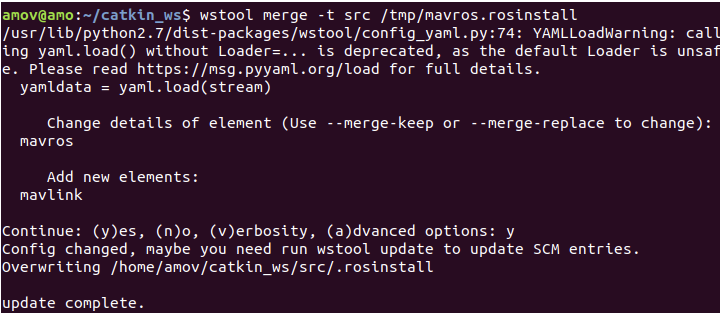 amov@amo:~/catkin_ws$ wstool merge -t src /tmp/mavros.rosinstall
/usr/lib/python2.7/dist-packages/wstool/config_yaml.py:74: YAMLLoadWarning: call
ing yaml.load() without Loader=... is deprecated, as the default Loader is unsaf
e. Please read https://msg.pyyaml.org/load for full details.
  yamldata = yaml.load(stream)
     Change details of element (Use --merge-keep or --merge-replace to change):
  mavros
     Add new elements:
  mavlink
Continue: (y)es, (n)o, (v)erbosity, (a)dvanced options: y
Config changed, maybe you need run wstool update to update SCM entries.
Overwriting /home/amov/catkin_ws/src/.rosinstall
update complete.